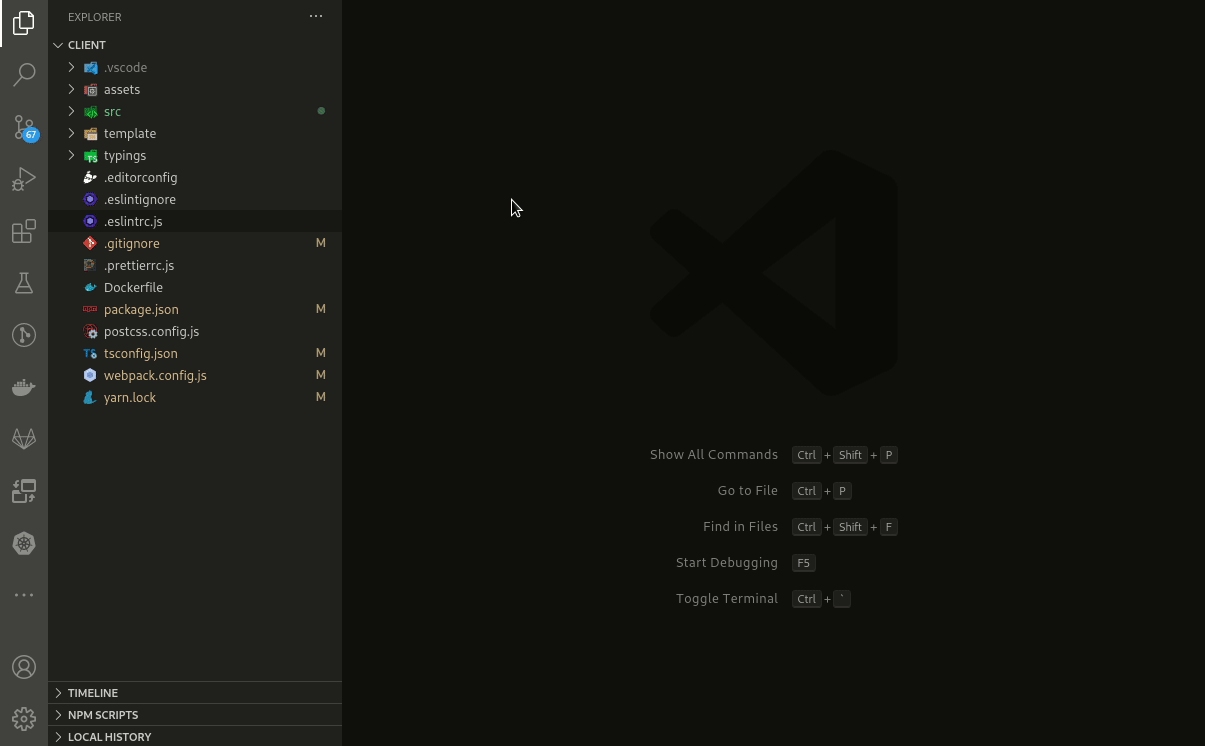 EXPLORER
CLIENT
.vscode
assets
src
template
typings
.editorconfig
.eslintignore
.eslintrc.js
.gitignore M
.prettierrc.js
Dockerfile
package.json M
postcss.config.js
tsconfig.json M
webpack.config.js M
yarn.lock M
TIMELINE
NPM SCRIPTS
LOCAL HISTORY
67
Show All Commands Ctrl + Shift + P
Go to File Ctrl + P
Find in Files Ctrl + Shift + F
Start Debugging F5
Toggle Terminal Ctrl + `